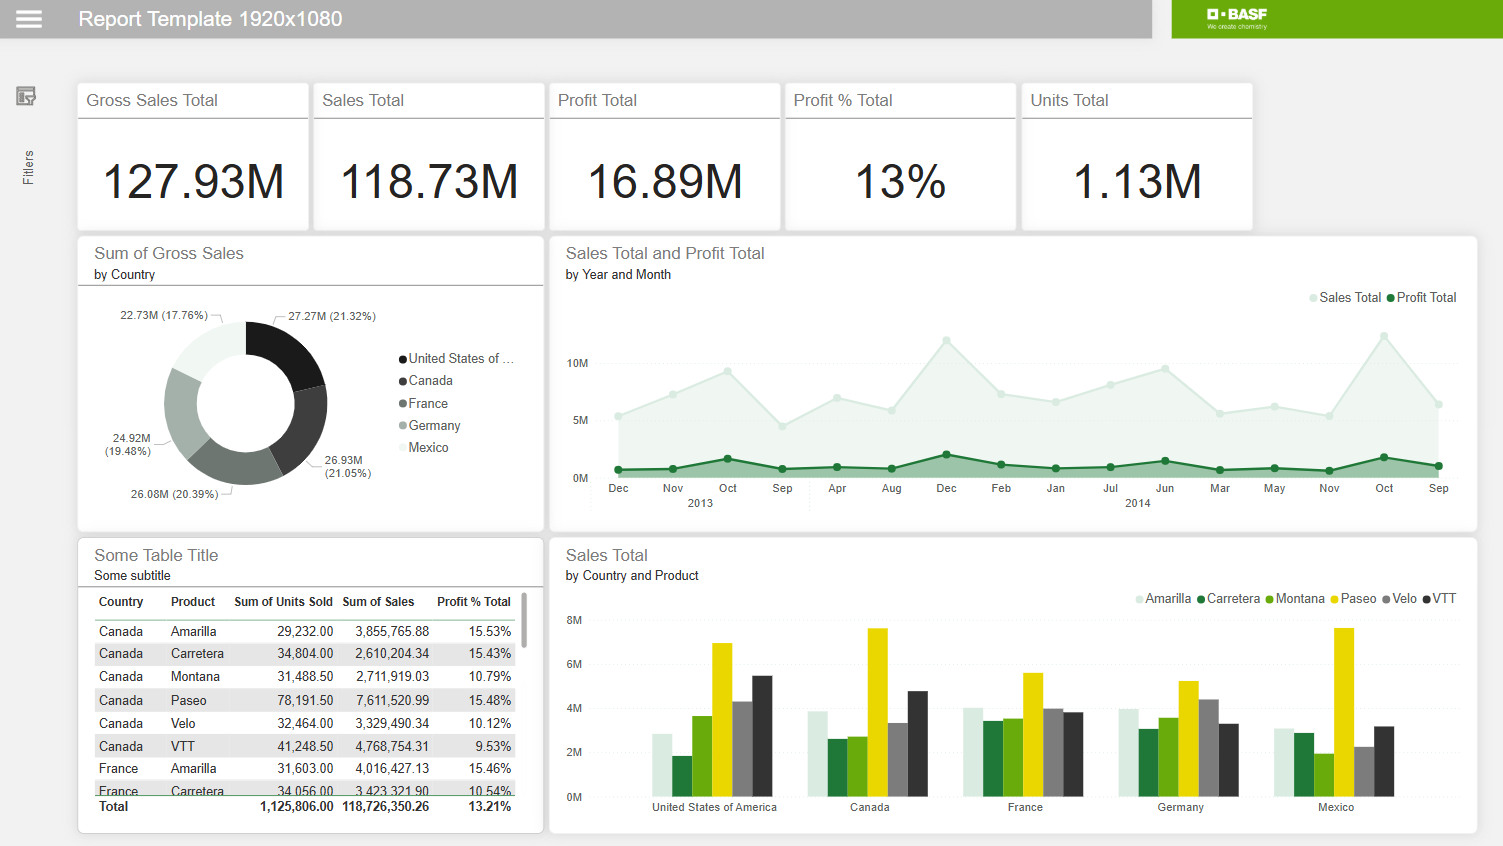 Report Template 1920x1080
BASF
We create chemistry
Fitlers
Gross Sales Total
127.93M
Sales Total
118.73M
Profit Total
16.89M
Profit % Total
13%
Units Total
1.13M
Sum of Gross Sales
by Country
22.73M (17.76%)
27.27M (21.32%)
24.92M
(19.48%)
26.93M
(21.05%)
26.08M (20.39%)
United States of ...
Canada
France
Germany
Mexico
Sales Total and Profit Total
by Year and Month
Sales Total Profit Total
10M
5M
0M
Dec Nov Oct Sep Apr Aug Dec Feb Jan Jul Jun Mar May Nov Oct Sep
2013 2014
Some Table Title
Some subtitle
Country Product Sum of Units Sold Sum of Sales Profit % Total
Canada Amarilla 29,232.00 3,855,765.88 15.53%
Canada Carretera 34,804.00 2,610,204.34 15.43%
Canada Montana 31,488.50 2,711,919.03 10.79%
Canada Paseo 78,191.50 7,611,520.99 15.48%
Canada Velo 32,464.00 3,329,490.34 10.12%
Canada VTT 41,248.50 4,768,754.31 9.53%
France Amarilla 31,603.00 4,016,427.13 15.46%
France Carretera 34,056.00 3,423,321.90 10.54%
Total 1,125,806.00 118,726,350.26 13.21%
Sales Total
by Country and Product
Amarilla Carretera Montana Paseo Velo VTT
8M
6M
4M
2M
0M
United States of America Canada France Germany Mexico